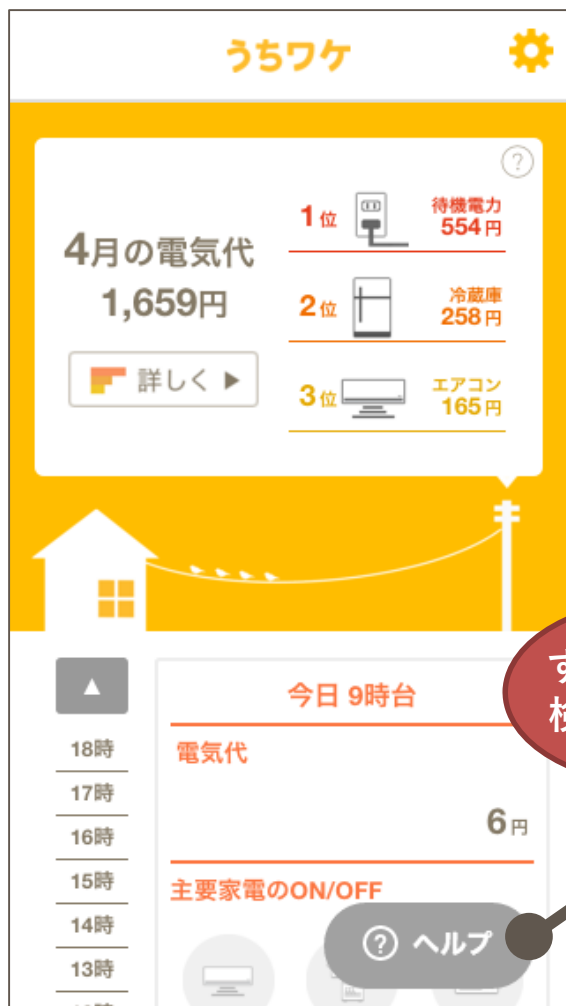 うちワケ
?
4月の電気代
1,659円
詳しく ▶
1位
待機電力
554円
2位
冷蔵庫
258円
3位
エアコン
165円
▲
18時
17時
16時
15時
14時
13時
今日 9時台
電気代
6円
主要家電のON/OFF
? ヘルプ
す
検